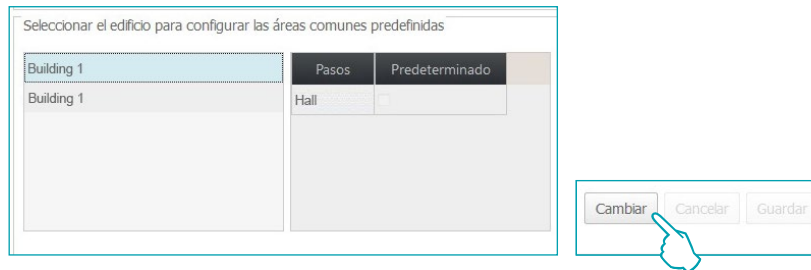 Seleccionar el edificio para configurar las áreas comunes predefinidas
Building 1
Building 1
Pasos Predeterminado
Hall
Cambiar Cancelar Guardar